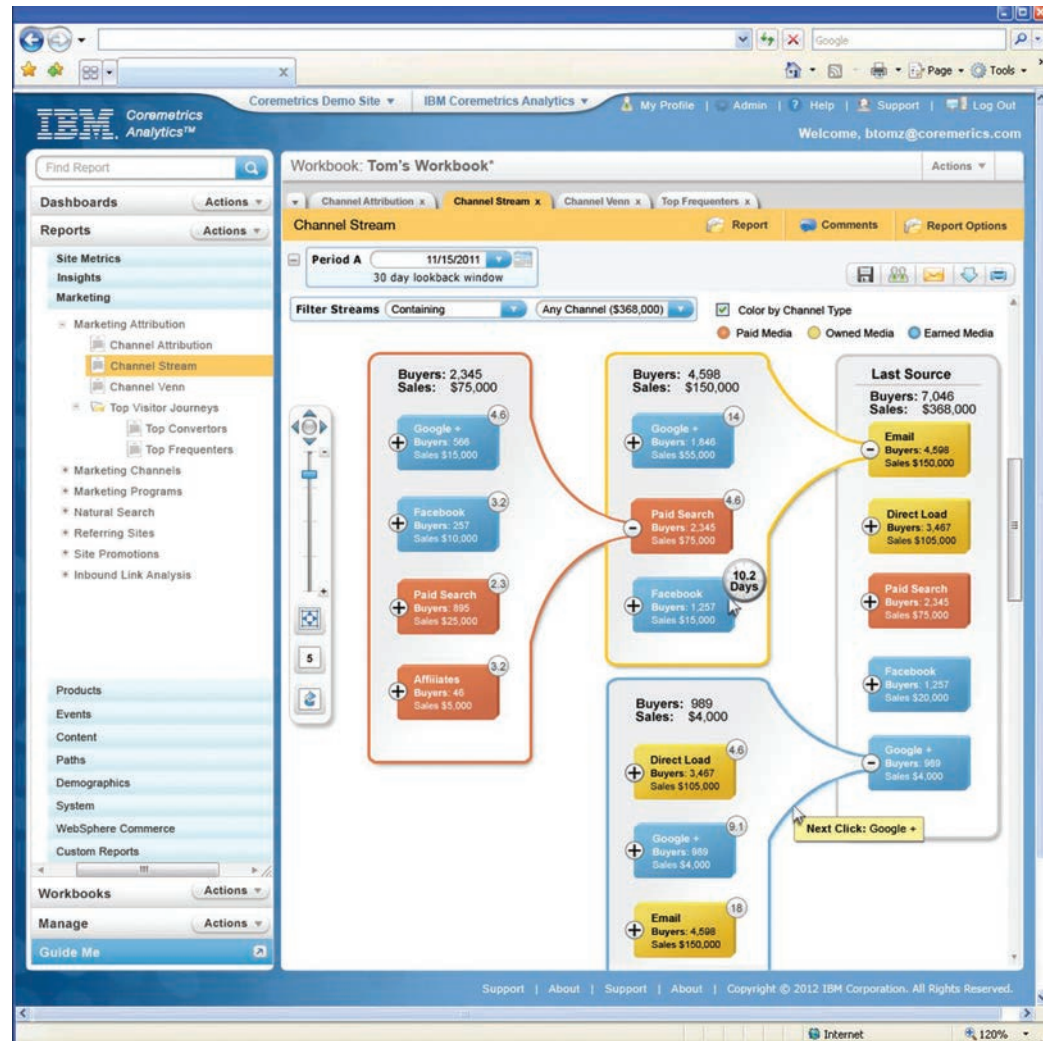 Google
Page
Tools
IBM. Coremetrics Analytics™
Coremetrics Demo Site
IBM Coremetrics Analytics
My Profile | Admin | Help | Support | Log Out
Welcome, btomz@coremerics.com
Find Report
Dashboards
Actions
Reports
Actions
Site Metrics
Insights
Marketing
Marketing Attribution
Channel Attribution
Channel Stream
Channel Venn
Top Visitor Journeys
Top Convertors
Top Frequenters
Marketing Channels
Marketing Programs
Natural Search
Referring Sites
Site Promotions
Inbound Link Analysis
Products
Events
Content
Paths
Demographics
System
WebSphere Commerce
Custom Reports
Workbooks
Actions
Manage
Actions
Guide Me
Workbook: Tom's Workbook*
Actions
Channel Attribution x
Channel Stream x
Channel Venn x
Top Frequenters x
Channel Stream
Report
Comments
Report Options
Period A
11/15/2011
30 day lookback window
Filter Streams
Containing
Any Channel ($368,000)
Color by Channel Type
Paid Media
Owned Media
Earned Media
5
Buyers: 2,345
Sales: $75,000
4.6
Google +
Buyers: 566
Sales $15,000
3.2
Facebook
Buyers: 257
Sales $10,000
2.3
Paid Search
Buyers: 895
Sales $25,000
3.2
Affiliates
Buyers: 46
Sales $5,000
Buyers: 4,598
Sales: $150,000
14
Google +
Buyers: 1,846
Sales $55,000
4.6
Paid Search
Buyers: 2,345
Sales $75,000
10.2
Days
Facebook
Buyers: 1,257
Sales $15,000
Buyers: 989
Sales: $4,000
4.6
Direct Load
Buyers: 3,467
Sales $105,000
9.1
Google +
Buyers: 989
Sales $4,000
18
Email
Buyers: 4,598
Sales $150,000
Last Source
Buyers: 7,046
Sales: $368,000
Email
Buyers: 4,598
Sales $150,000
Direct Load
Buyers: 3,467
Sales $105,000
Paid Search
Buyers: 2,345
Sales $75,000
Facebook
Buyers: 1,257
Sales $20,000
Google +
Buyers: 989
Sales $4,000
Next Click: Google +
Support | About | Support | About | Copyright © 2012 IBM Corporation. All Rights Reserved.
Internet
120%